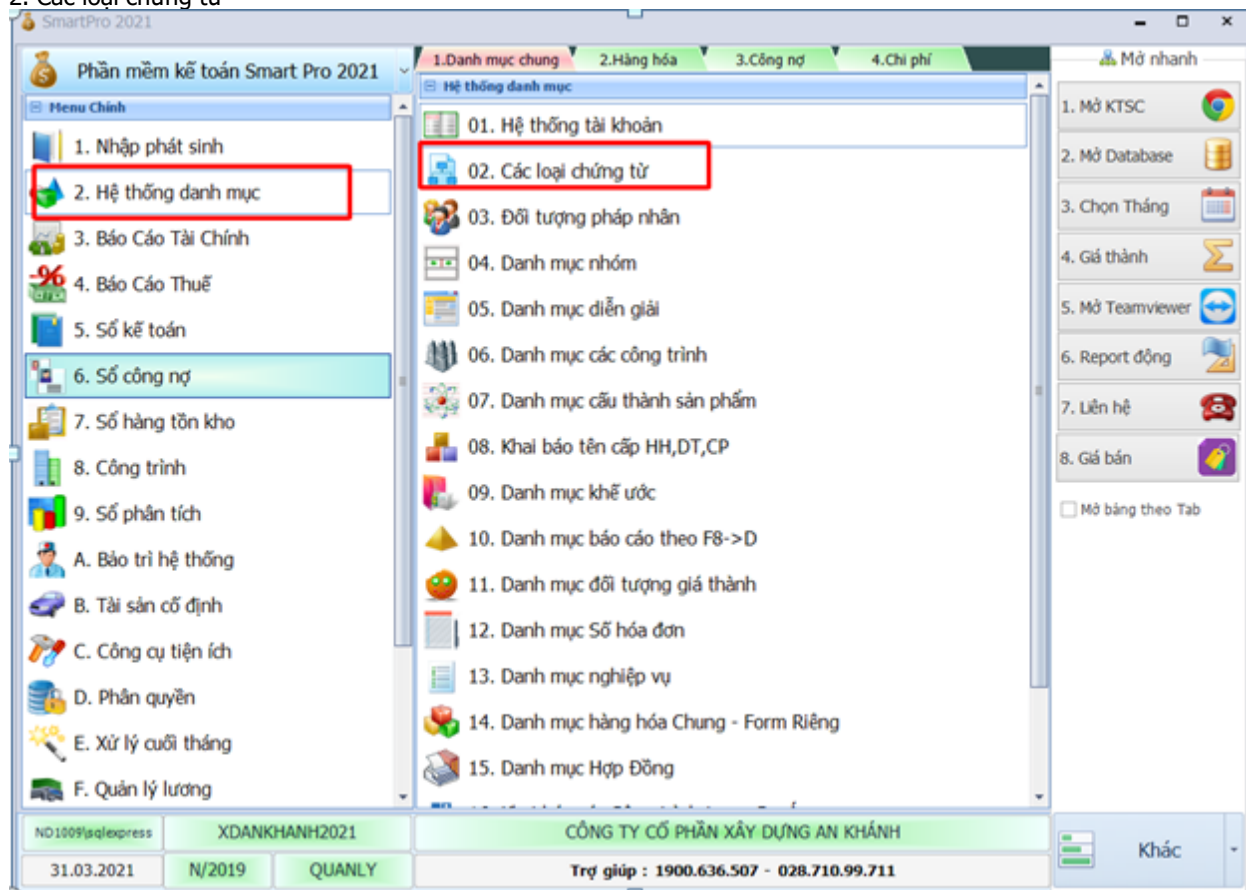 2. Các loại chứng từ
SmartPro 2021
Phần mềm kế toán Smart Pro 2021
Menu Chính
1. Nhập phát sinh
2. Hệ thống danh mục
3. Báo Cáo Tài Chính
4. Báo Cáo Thuế
5. Sổ kế toán
6. Sổ công nợ
7. Sổ hàng tồn kho
8. Công trình
9. Sổ phân tích
A. Bảo trì hệ thống
B. Tài sản cố định
C. Công cụ tiện ích
D. Phân quyền
E. Xử lý cuối tháng
F. Quản lý lương
1.Danh mục chung 2.Hàng hóa 3.Công nợ 4.Chi phí
Hệ thống danh mục
01. Hệ thống tài khoản
02. Các loại chứng từ
03. Đối tượng pháp nhân
04. Danh mục nhóm
05. Danh mục diễn giải
06. Danh mục các công trình
07. Danh mục cấu thành sản phẩm
08. Khai báo tên cấp HH,DT,CP
09. Danh mục khế ước
10. Danh mục báo cáo theo F8->D
11. Danh mục đối tượng giá thành
12. Danh mục Số hóa đơn
13. Danh mục nghiệp vụ
14. Danh mục hàng hóa Chung - Form Riêng
15. Danh mục Hợp Đồng
Mở nhanh
1. Mở KTSC
2. Mở Database
3. Chọn Tháng
4. Giá thành
5. Mở Teamviewer
6. Report động
7. Liên hệ
8. Giá bán
Mở bảng theo Tab
ND1009\sqlexpress XDANKHANH2021 CÔNG TY CỔ PHẦN XÂY DỰNG AN KHÁNH
31.03.2021 N/2019 QUANLY Trợ giúp : 1900.636.507 - 028.710.99.711
Khác